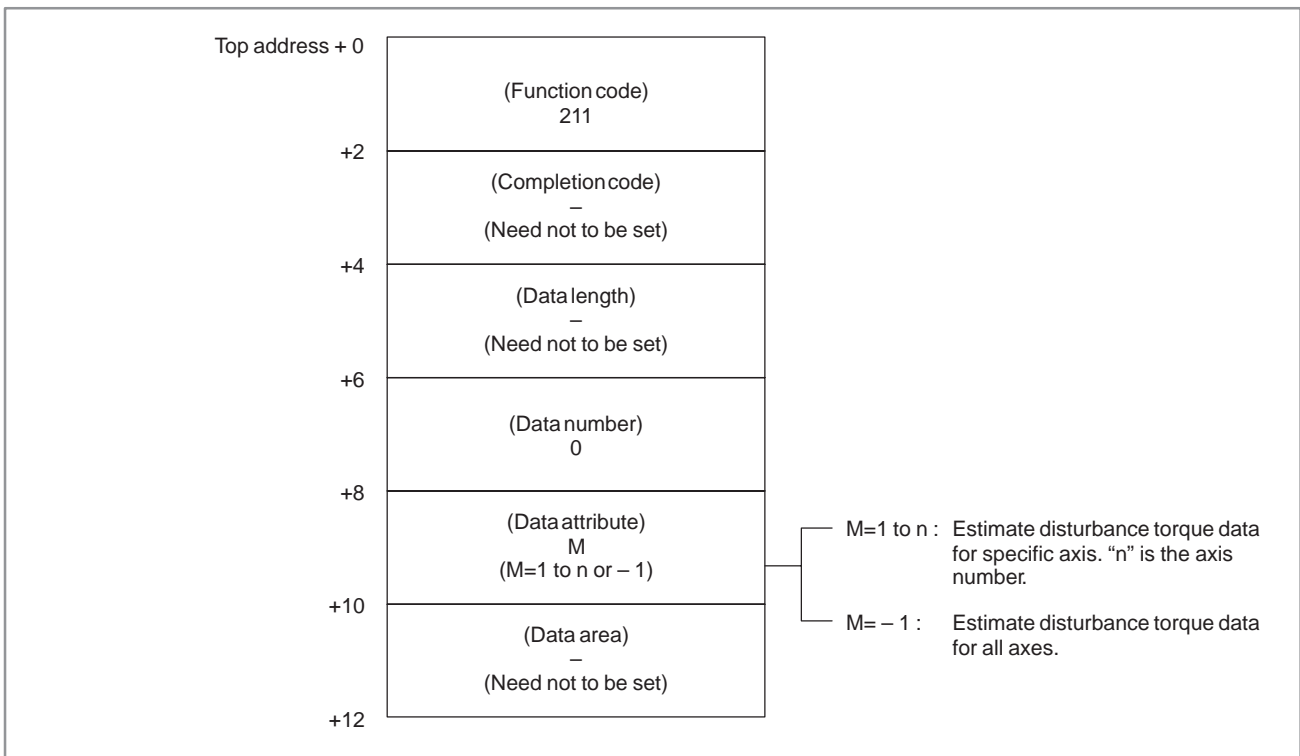 Top address + 0
(Function code)
211
+2
(Completion code)
–
(Need not to be set)
+4
(Data length)
–
(Need not to be set)
+6
(Data number)
0
+8
(Data attribute)
M
(M=1 to n or – 1)
M=1 to n : Estimate disturbance torque data
for specific axis. “n” is the axis
number.
+10
M= – 1 : Estimate disturbance torque data
for all axes.
(Data area)
–
(Need not to be set)
+12